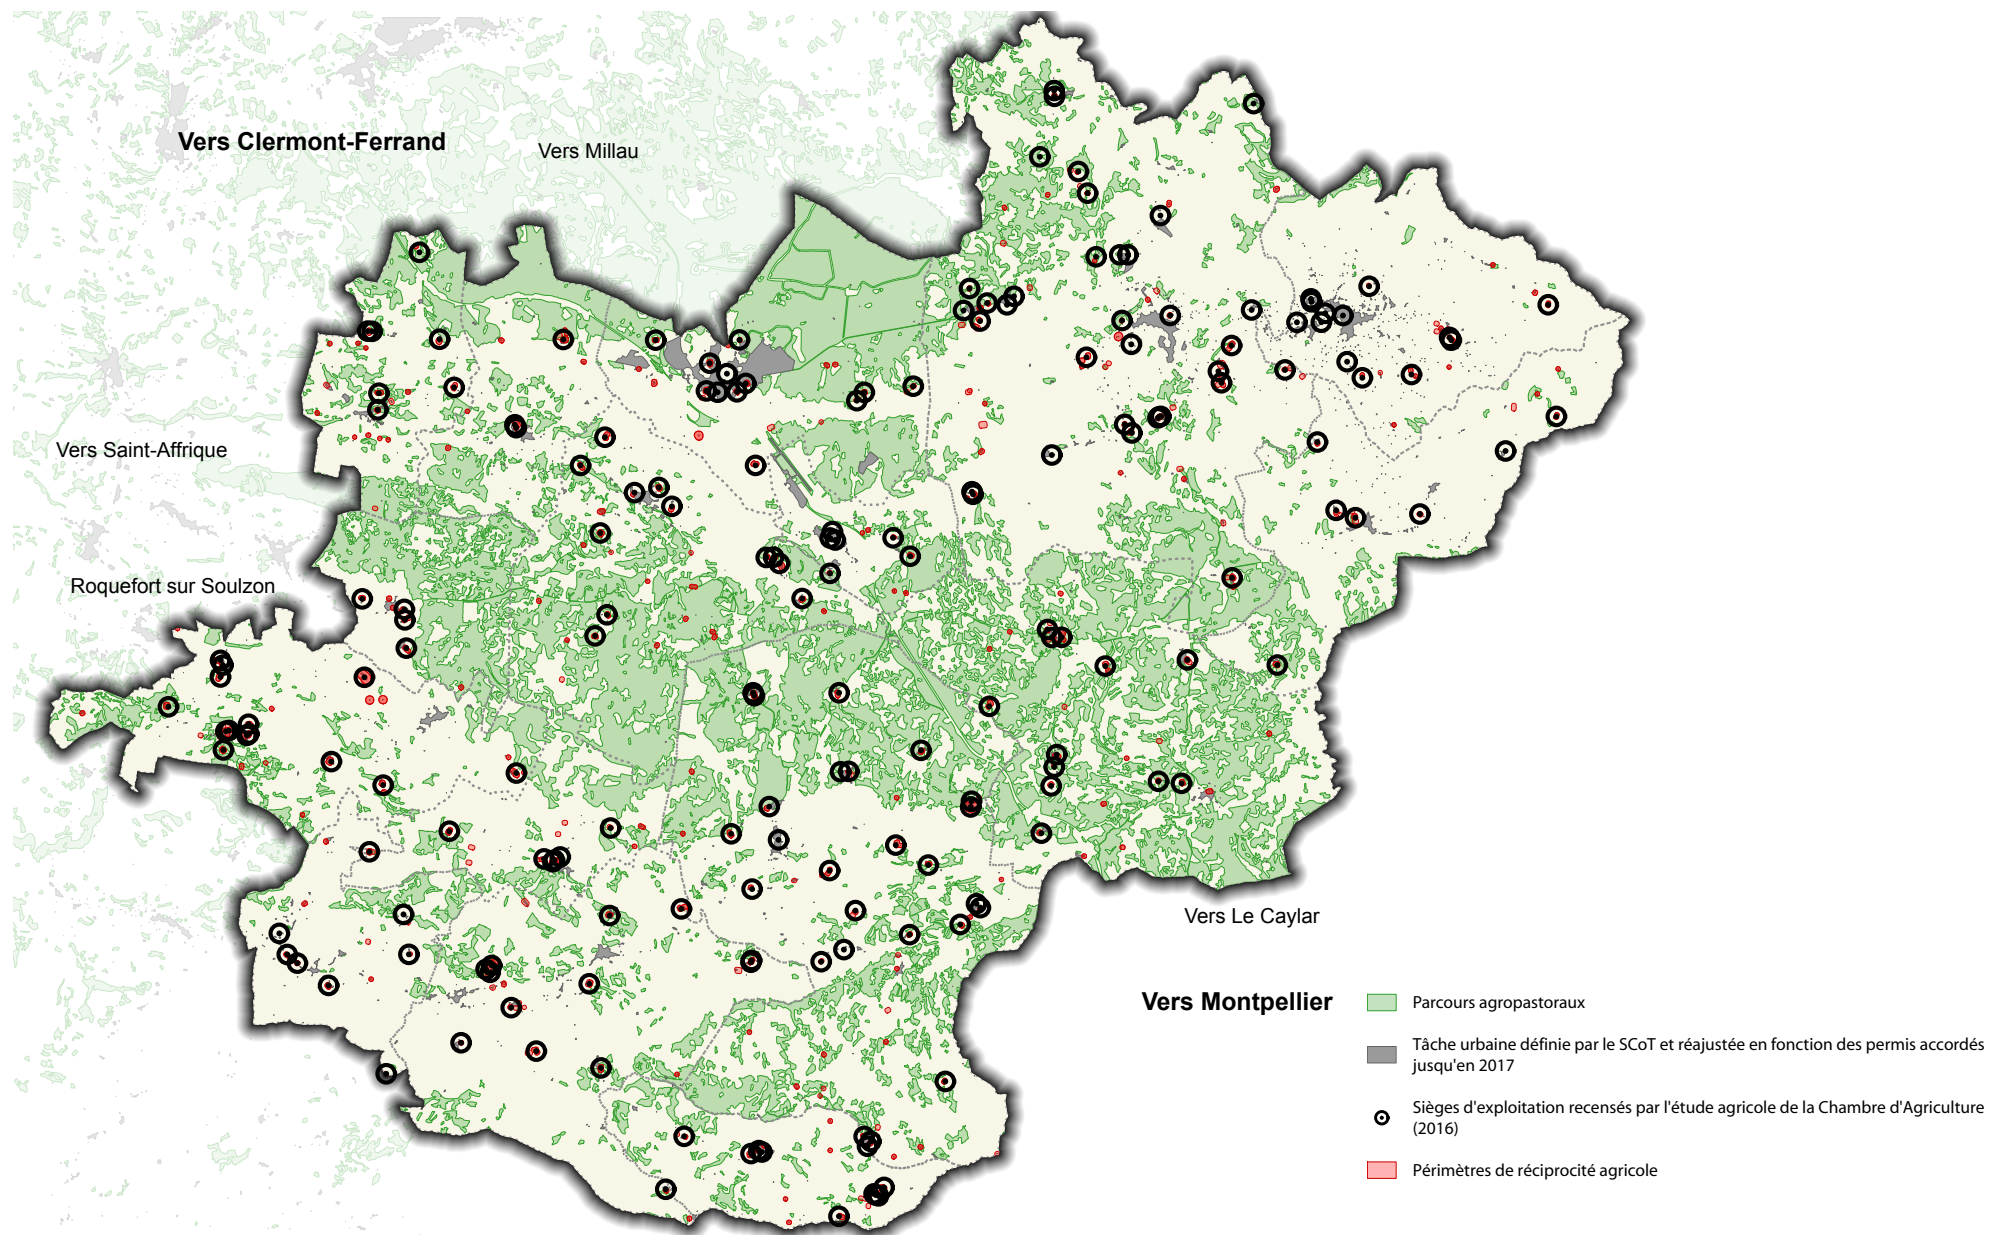 Vers Clermont-Ferrand
Vers Millau
Vers Saint-Affrique
Roquefort sur Soulzon
Vers Le Caylar
Vers Montpellier
Parcours agropastoraux
Tâche urbaine définie par le SCoT et réajustée en fonction des permis accordés
jusqu'en 2017
Sièges d'exploitation recensés par l'étude agricole de la Chambre d'Agriculture
(2016)
Périmètres de réciprocité agricole